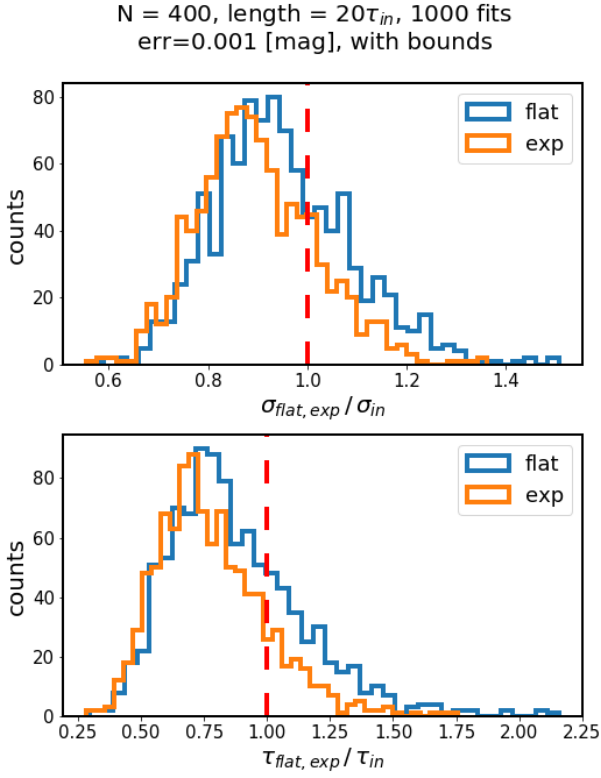 N = 400, length = 20τ_in, 1000 fits
err=0.001 [mag], with bounds
80
60
40
20
0
counts
flat
exp
0.6 0.8 1.0 1.2 1.4
σ_flat, exp / σ_in
80
60
40
20
0
counts
flat
exp
0.25 0.50 0.75 1.00 1.25 1.50 1.75 2.00 2.25
τ_flat, exp / τ_in